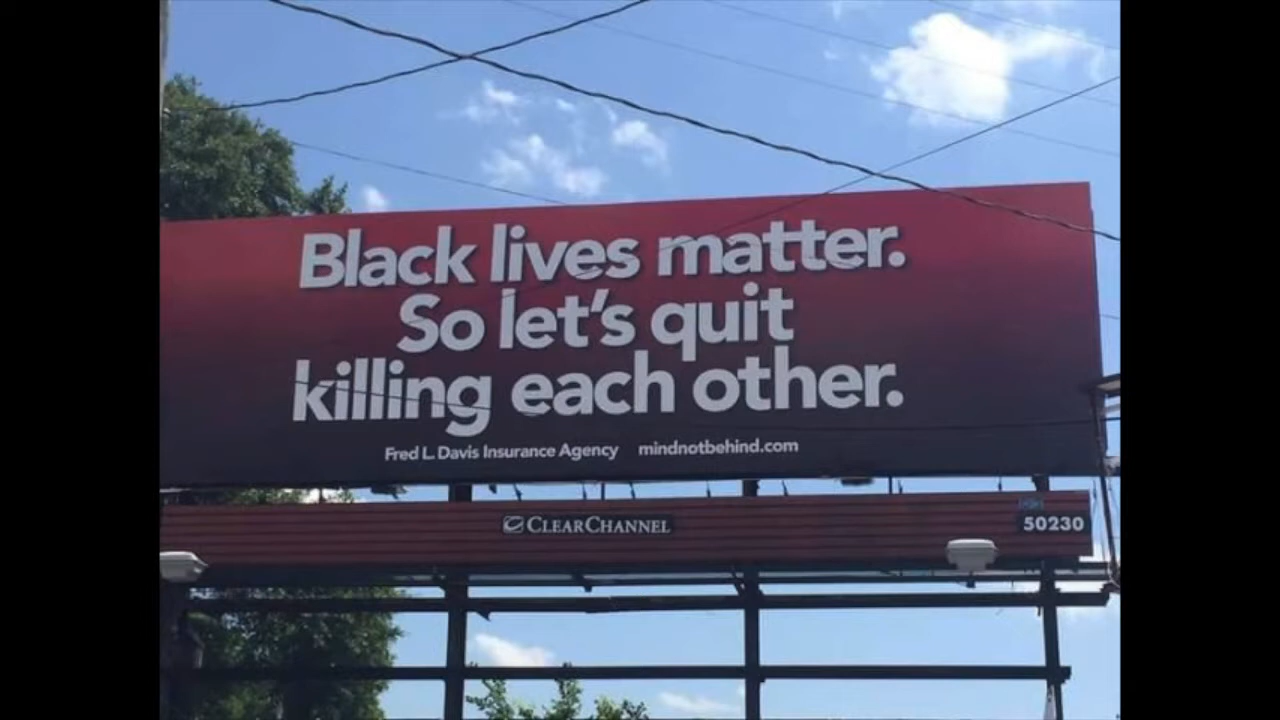 Black lives matter.
So let's quit
killing each other.
Fred L. Davis Insurance Agency mindnotbehind.com
CLEARCHANNEL
50230